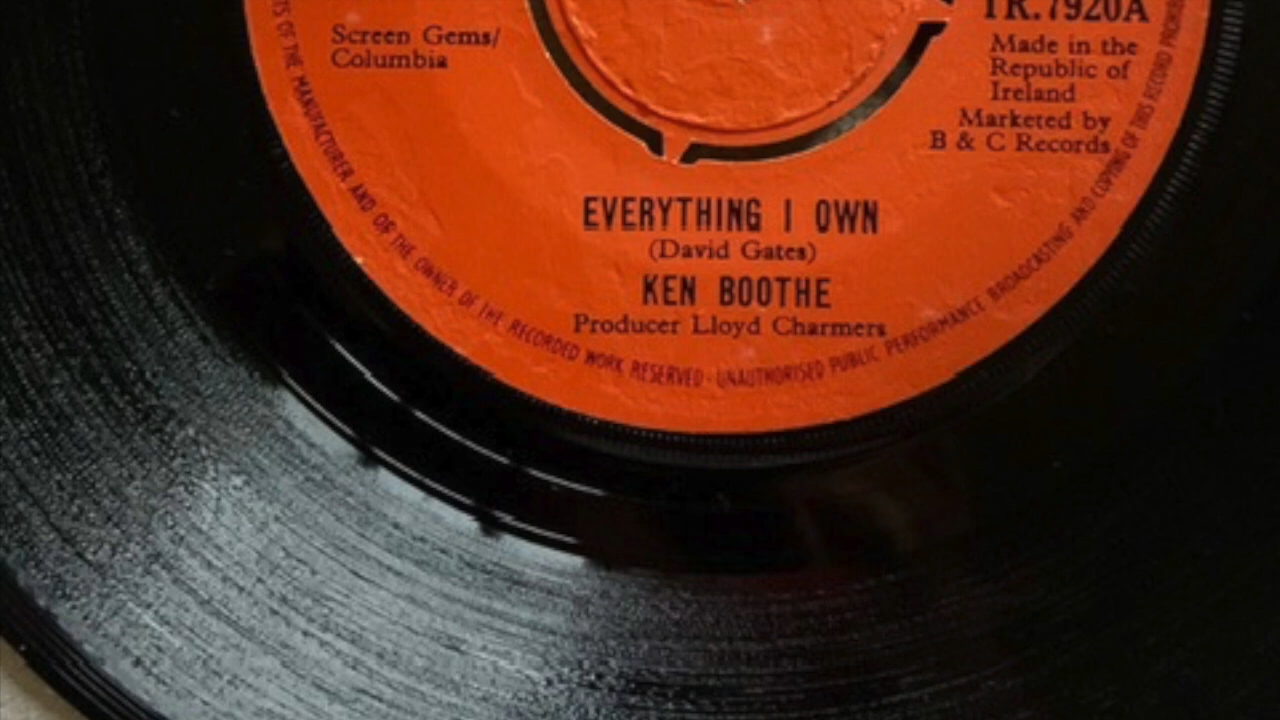 Screen Gems/
Columbia
TR.7920A
Made in the
Republic of
Ireland
Marketed by
B & C Records
EVERYTHING I OWN
(David Gates)
KEN BOOTHE
Producer Lloyd Charmers
OF THE MANUFACTURER AND OF THE OWNER OF THE RECORDED WORK RESERVED · UNAUTHORISED PUBLIC PERFORMANCE BROADCASTING AND COPYING OF THIS RECORD